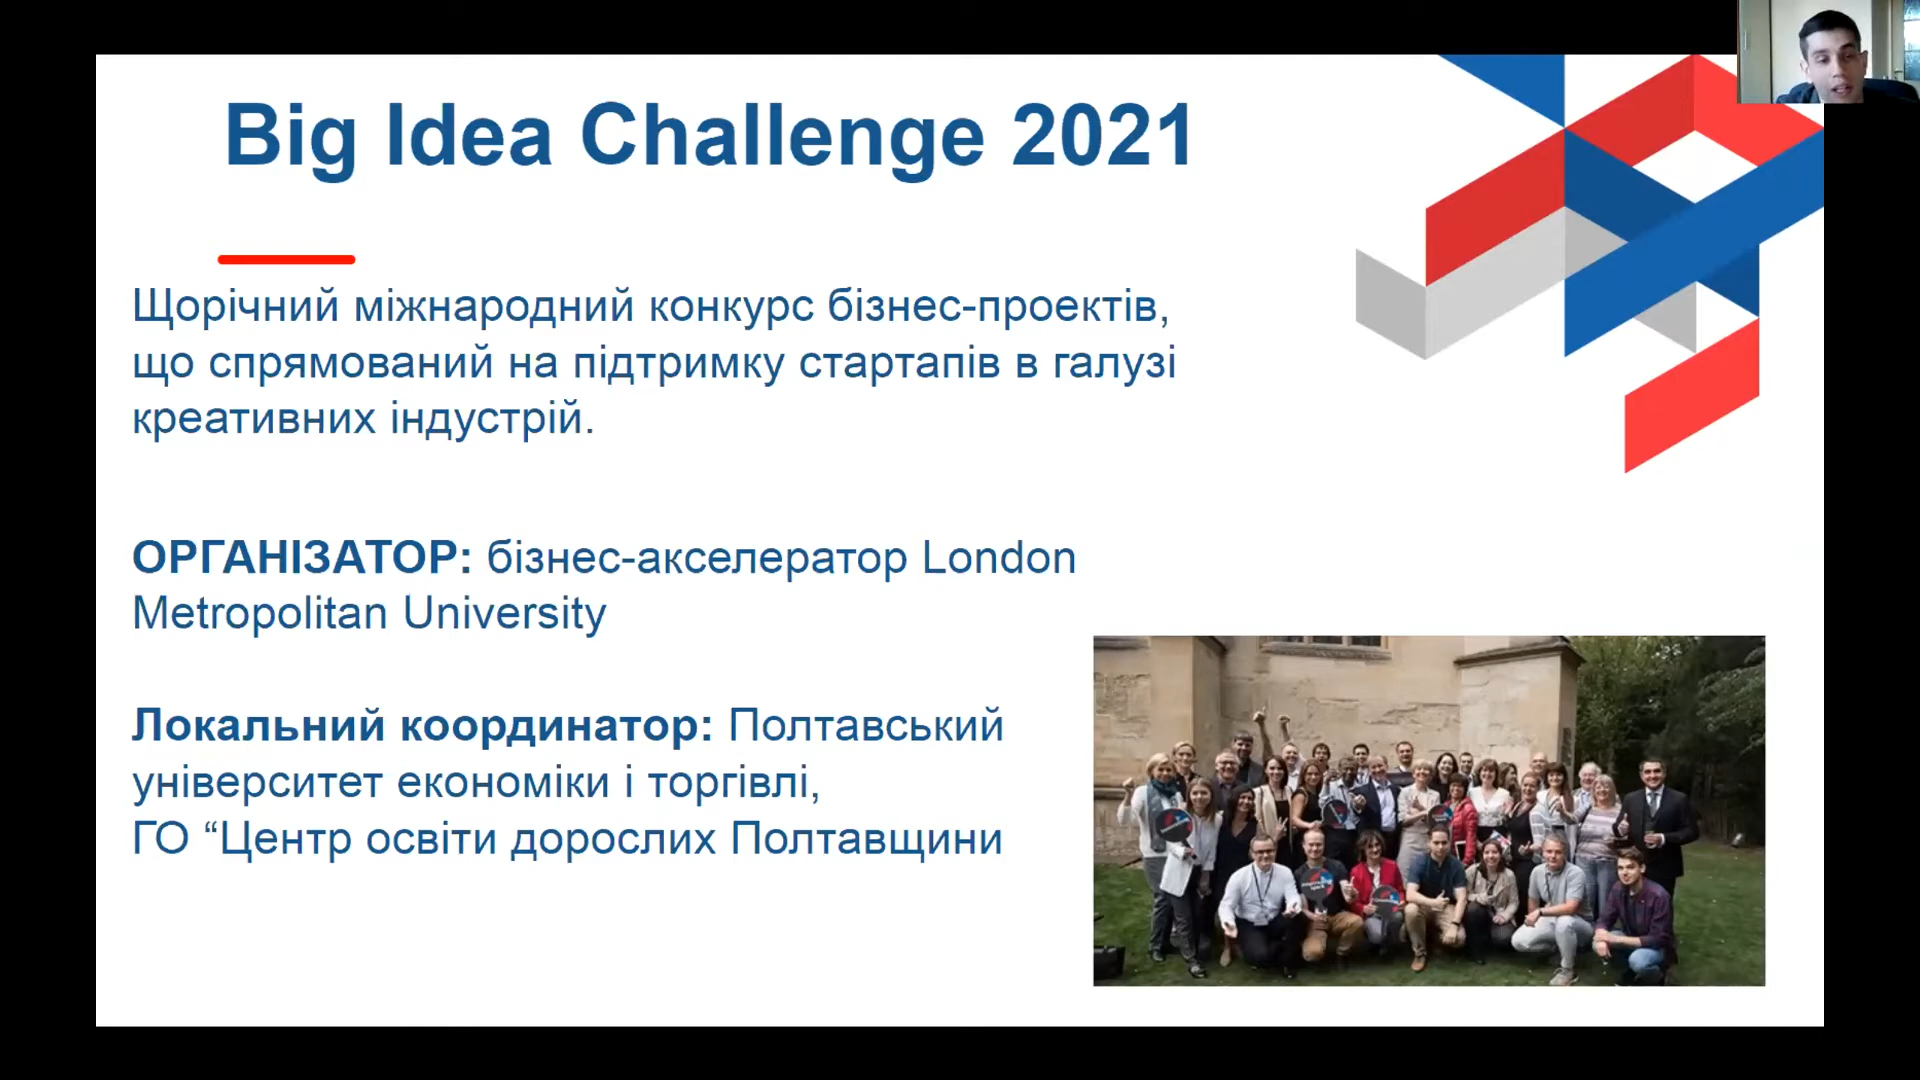 Big Idea Challenge 2021
Щорічний міжнародний конкурс бізнес-проектів,
що спрямований на підтримку стартапів в галузі
креативних індустрій.
ОРГАНІЗАТОР: бізнес-акселератор London
Metropolitan University
Локальний координатор: Полтавський
університет економіки і торгівлі,
ГО “Центр освіти дорослих Полтавщини